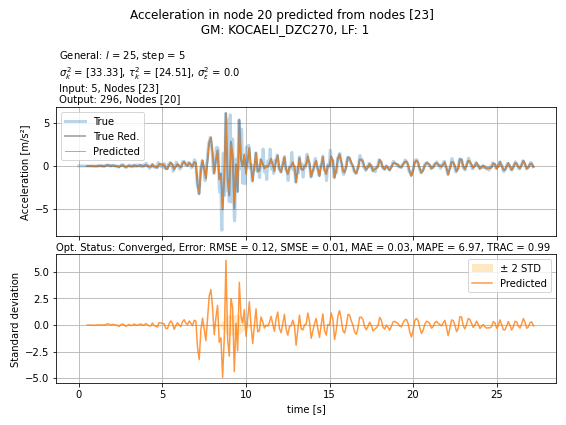 Acceleration in node 20 predicted from nodes [23]
GM: KOCAELI_DZC270, LF: 1
General: l = 25, step = 5
σ²ₖ = [33.33], τ²ₖ = [24.51], σ²ε = 0.0
Input: 5, Nodes [23]
Output: 296, Nodes [20]
True
True Red.
Predicted
Acceleration [m/s²]
5
0
−5
Opt. Status: Converged, Error: RMSE = 0.12, SMSE = 0.01, MAE = 0.03, MAPE = 6.97, TRAC = 0.99
± 2 STD
Predicted
Standard deviation
5.0
2.5
0.0
−2.5
−5.0
0 5 10 15 20 25
time [s]